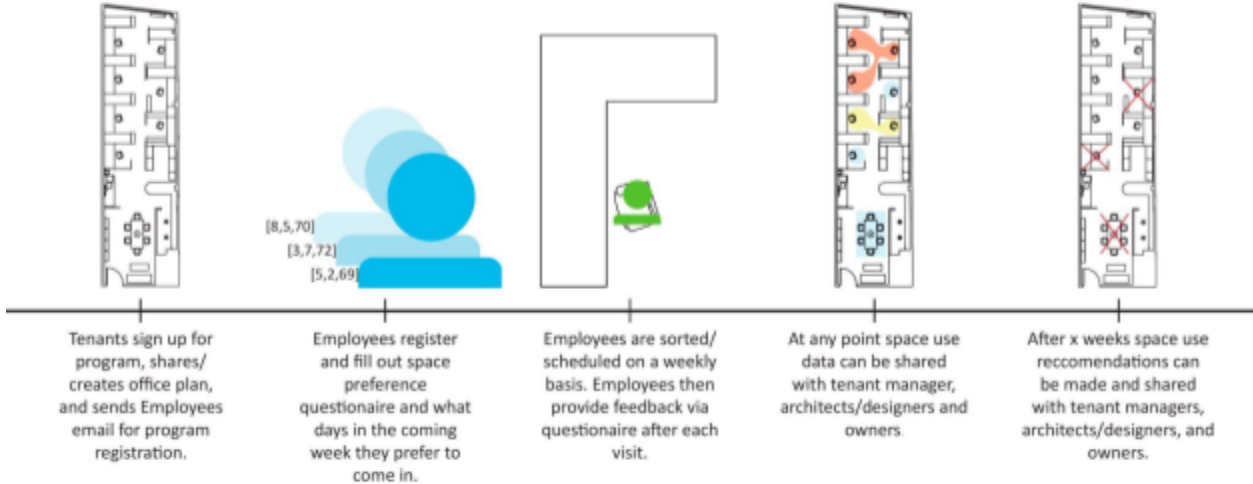 [8,5,70]
[3,7,72]
[5,2,69]
Tenants sign up for
program, shares/
creates office plan,
and sends Employees
email for program
registration.
Employees register
and fill out space
preference
questionaire and what
days in the coming
week they prefer to
come in.
Employees are sorted/
scheduled on a weekly
basis. Employees then
provide feedback via
questionaire after each
visit.
At any point space use
data can be shared
with tenant manager,
architects/designers and
owners.
After x weeks space use
reccomendations can
be made and shared
with tenant managers,
architects/designers, and
owners.